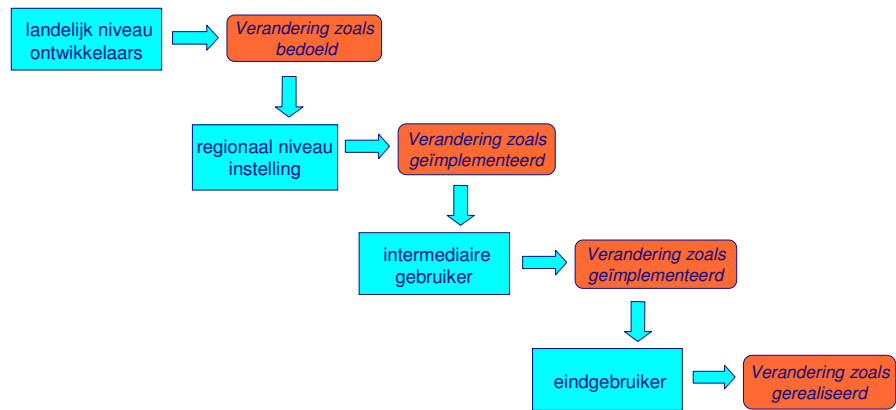 landelijk niveau
ontwikkelaars
Verandering zoals
bedoeld
regionaal niveau
instelling
Verandering zoals
geïmplementeerd
intermediaire
gebruiker
Verandering zoals
geïmplementeerd
eindgebruiker
Verandering zoals
gerealiseerd